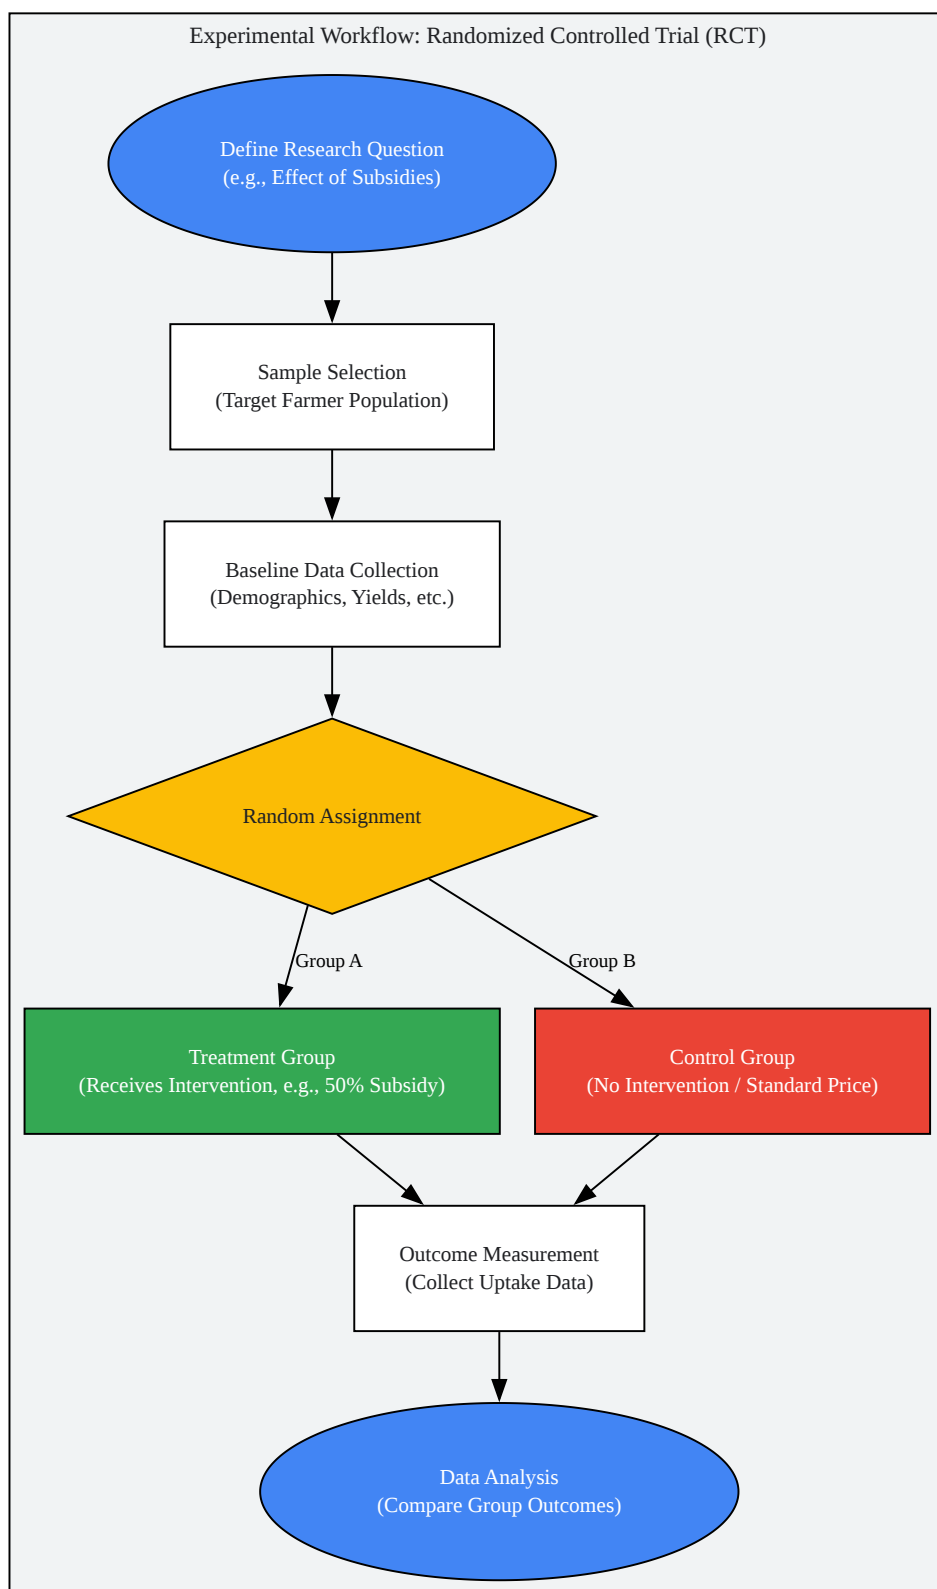 Experimental Workflow: Randomized Controlled Trial (RCT)
Define Research Question
(e.g., Effect of Subsidies)
Sample Selection
(Target Farmer Population)
Baseline Data Collection
(Demographics, Yields, etc.)
Random Assignment
Group A
Group B
Treatment Group
(Receives Intervention, e.g., 50% Subsidy)
Control Group
(No Intervention / Standard Price)
Outcome Measurement
(Collect Uptake Data)
Data Analysis
(Compare Group Outcomes)